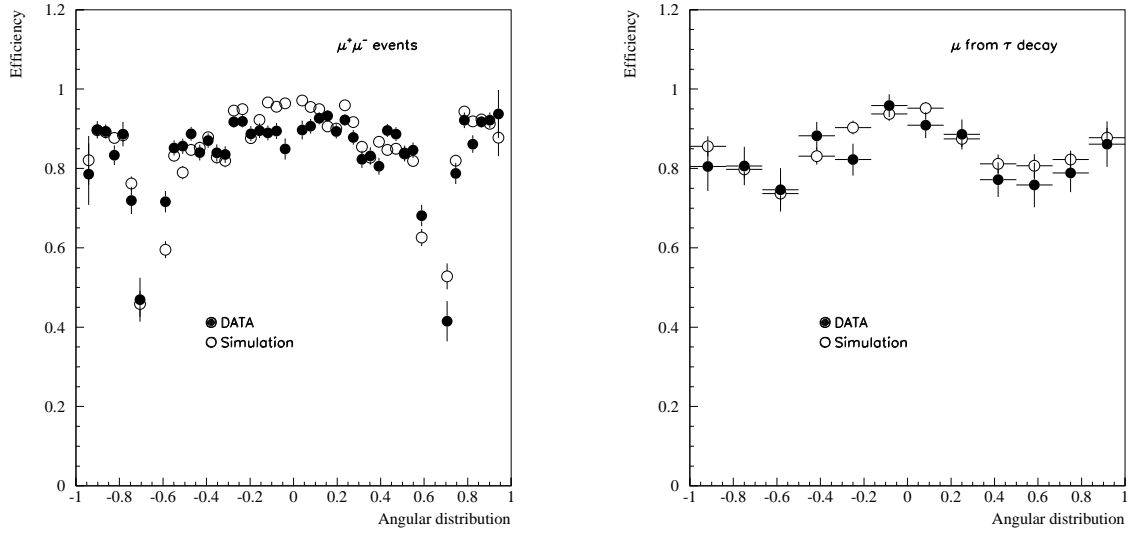 Efficiency
1.2
1
0.8
0.6
0.4
0.2
0
μ⁺μ⁻ events
DATA
Simulation
-1 -0.8 -0.6 -0.4 -0.2 0 0.2 0.4 0.6 0.8 1
Angular distribution
Efficiency
1.2
1
0.8
0.6
0.4
0.2
0
μ from τ decay
DATA
Simulation
-1 -0.8 -0.6 -0.4 -0.2 0 0.2 0.4 0.6 0.8 1
Angular distribution